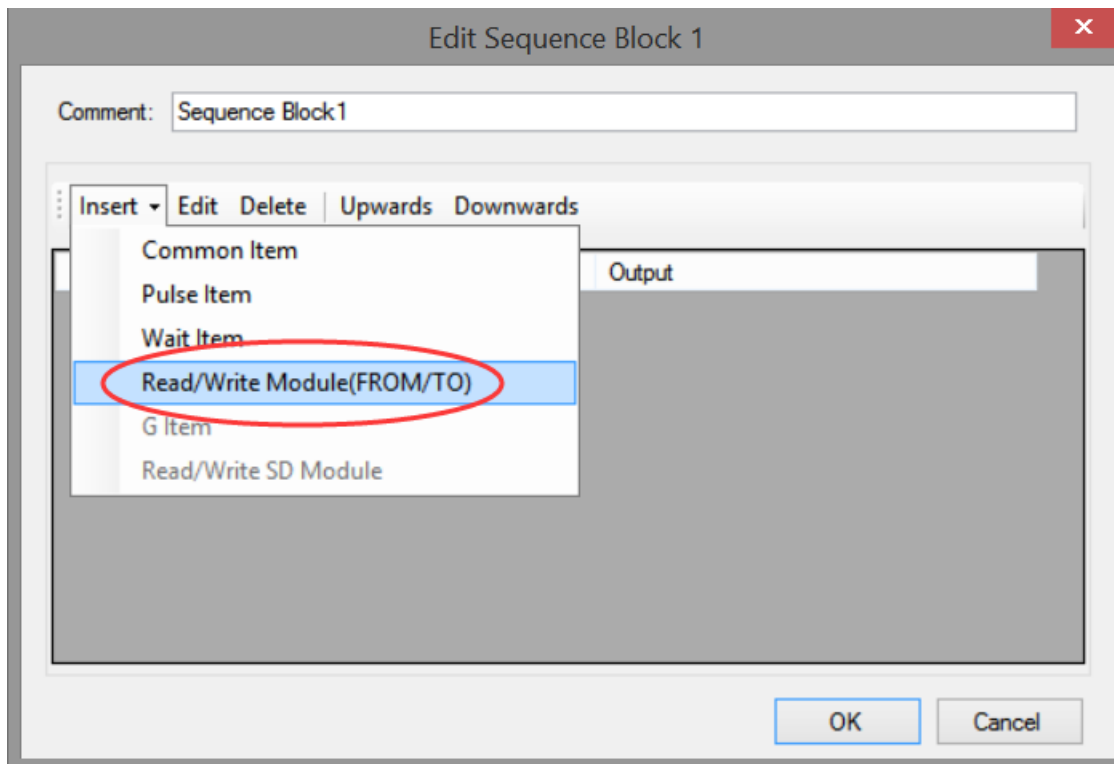 Edit Sequence Block 1
Comment: Sequence Block1
Insert Edit Delete Upwards Downwards
Common Item
Output
Pulse Item
Wait Item
Read/Write Module(FROM/TO)
G Item
Read/Write SD Module
OK Cancel